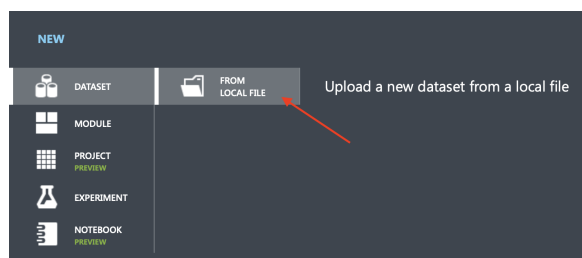 NEW
DATASET
FROM
LOCAL FILE
Upload a new dataset from a local file
MODULE
PROJECT
PREVIEW
EXPERIMENT
NOTEBOOK
PREVIEW